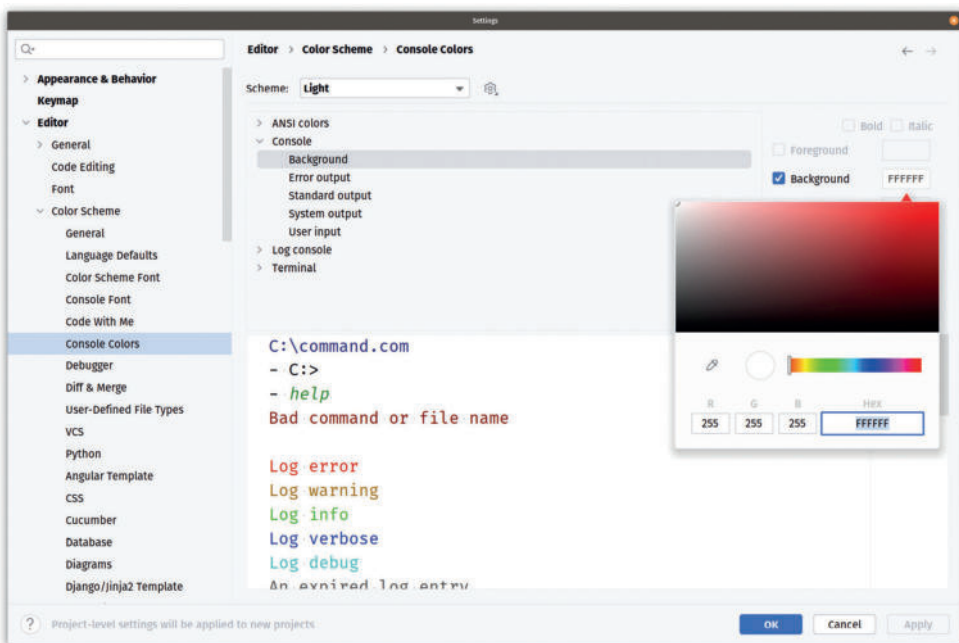 Settings
Editor > Color Scheme > Console Colors
Appearance & Behavior
Keymap
Editor
General
Code Editing
Font
Color Scheme
General
Language Defaults
Color Scheme Font
Console Font
Code With Me
Console Colors
Debugger
Diff & Merge
User-Defined File Types
VCS
Python
Angular Template
CSS
Cucumber
Database
Diagrams
Django/Jinja2 Template
Scheme: Light
ANSI colors
Console
Background
Error output
Standard output
System output
User input
Log console
Terminal
Bold Italic
Foreground
Background FFFFFF
R G B Hex
255 255 255 FFFFFF
C:\command.com
- C:>
- help
Bad command or file name
Log error
Log warning
Log info
Log verbose
Log debug
An expired log entry
? Project-level settings will be applied to new projects
OK Cancel Apply